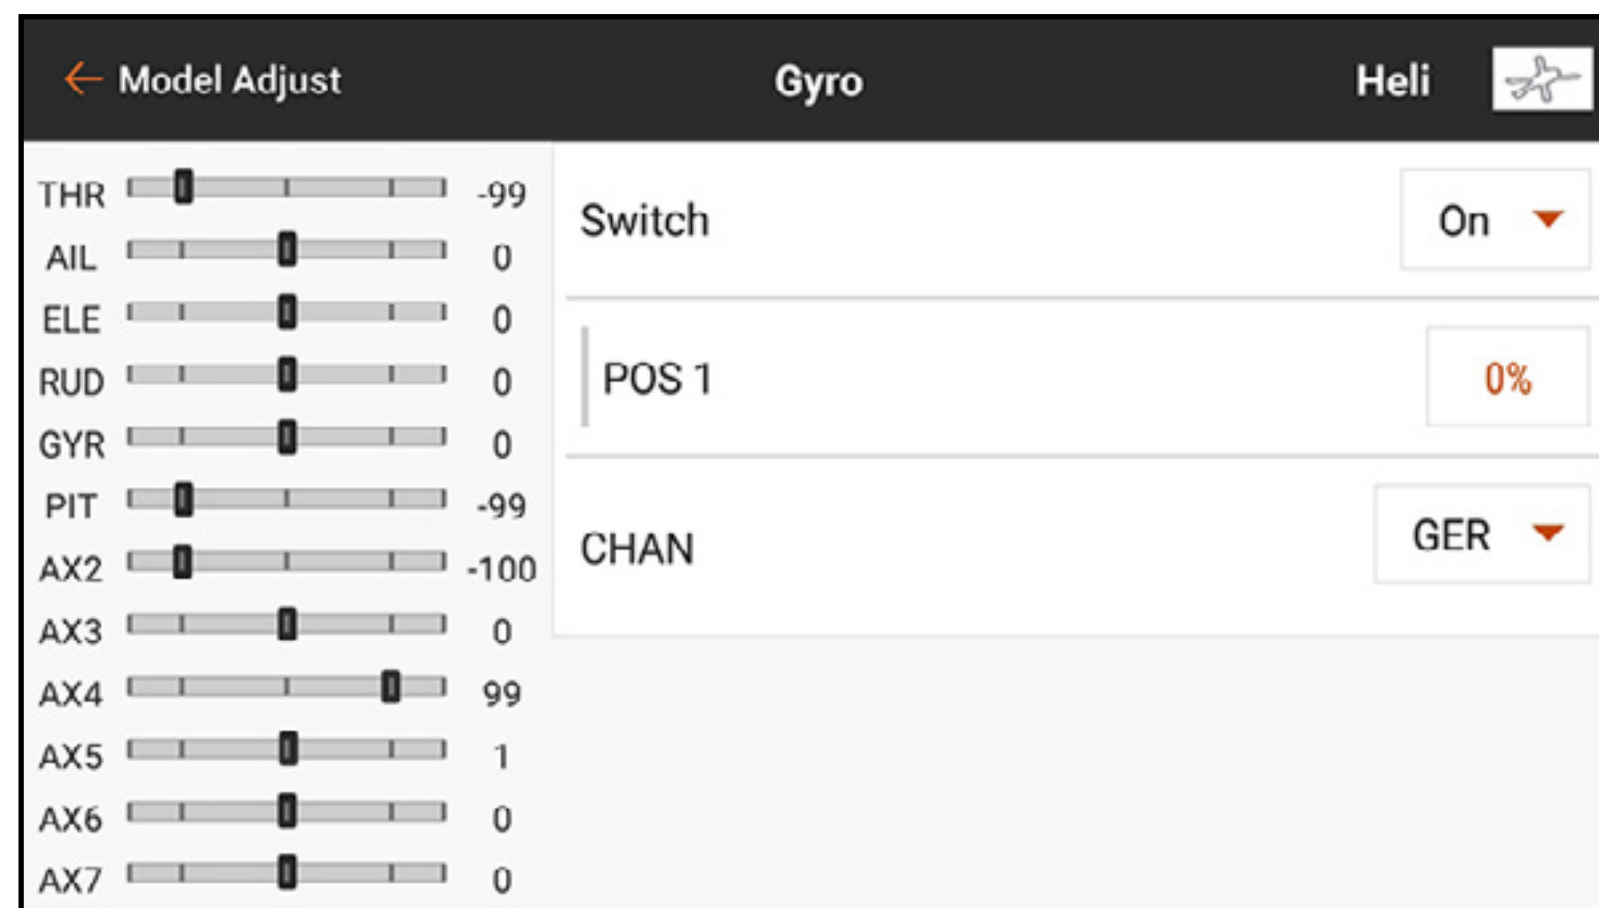 ← Model Adjust Gyro Heli
THR -99
AIL 0
ELE 0
RUD 0
GYR 0
PIT -99
AX2 -100
AX3 0
AX4 99
AX5 1
AX6 0
AX7 0
Switch On
POS 1 0%
CHAN GER